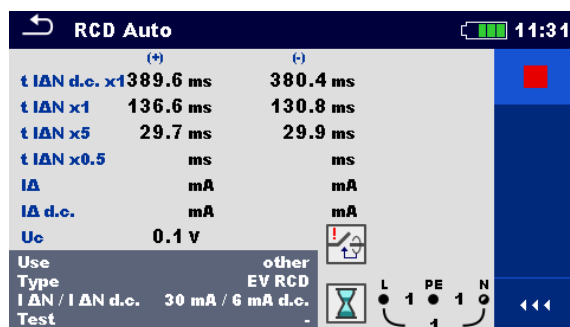 RCD Auto 11:31
(+) (-)
t IΔN d.c. x1 389.6 ms 380.4 ms
t IΔN x1 136.6 ms 130.8 ms
t IΔN x5 29.7 ms 29.9 ms
t IΔN x0.5 ms ms
IΔ mA mA
IΔ d.c. mA mA
Uc 0.1 V
Use other
Type EV RCD
I ΔN / I ΔN d.c. 30 mA / 6 mA d.c.
Test -
L PE N
1 1
1